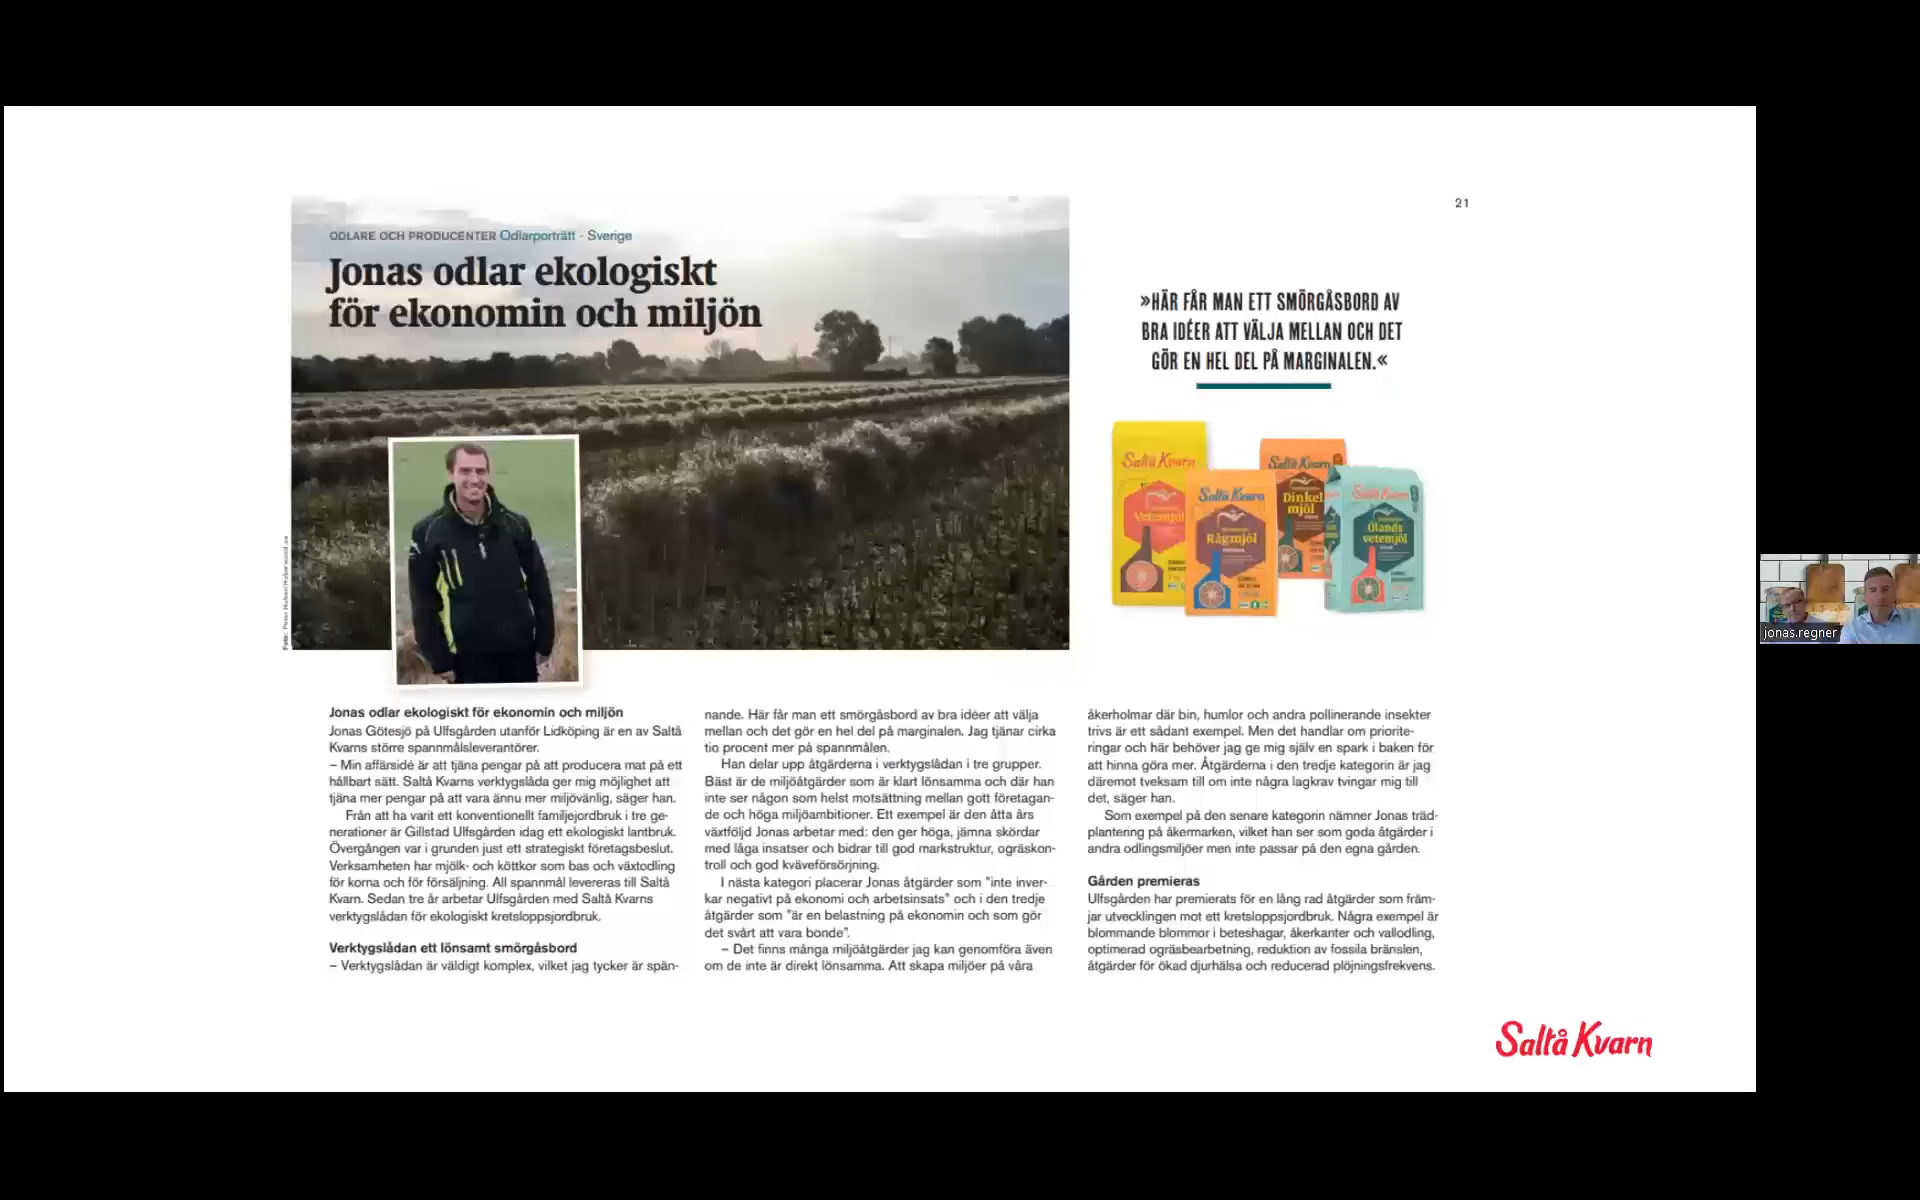 21
ODLARE OCH PRODUCENTER Odlarporträtt - Sverige
Jonas odlar ekologiskt
för ekonomin och miljön
»HÄR FÅR MAN ETT SMÖRGÅSBORD AV
BRA IDÉER ATT VÄLJA MELLAN OCH DET
GÖR EN HEL DEL PÅ MARGINALEN.«
Saltå Kvarn
Vetemjöl
Saltå Kvarn
Rågmjöl
Saltå Kvarn
Dinkel
mjöl
Saltå Kvarn
Ölands
vetemjöl
Jonas odlar ekologiskt för ekonomin och miljön
Jonas Götesjö på Ulfsgården utanför Lidköping är en av Saltå
Kvarns större spannmålsleverantörer.
– Min affärsidé är att tjäna pengar på att producera mat på ett
hållbart sätt. Saltå Kvarns verktygslåda ger mig möjlighet att
tjäna mer pengar på att vara ännu mer miljövänlig, säger han.
Från att ha varit ett konventionellt familjejordbruk i tre ge-
nerationer är Gillstad Ulfsgården idag ett ekologiskt lantbruk.
Övergången var i grunden just ett strategiskt företagsbeslut.
Verksamheten har mjölk- och köttkor som bas och växtodling
för korna och för försäljning. All spannmål levereras till Saltå
Kvarn. Sedan tre år arbetar Ulfsgården med Saltå Kvarns
verktygslådan för ekologiskt kretsloppsjordbruk.
Verktygslådan ett lönsamt smörgåsbord
– Verktygslådan är väldigt komplex, vilket jag tycker är spän-
nande. Här får man ett smörgåsbord av bra idéer att välja
mellan och det gör en hel del på marginalen. Jag tjänar cirka
tio procent mer på spannmålen.
Han delar upp åtgärderna i verktygslådan i tre grupper.
Bäst är de miljöåtgärder som är klart lönsamma och där han
inte ser någon som helst motsättning mellan gott företagan-
de och höga miljöambitioner. Ett exempel är den åtta års
växtföljd Jonas arbetar med: den ger höga, jämna skördar
med låga insatser och bidrar till god markstruktur, ogräskon-
troll och god kväveförsörjning.
I nästa kategori placerar Jonas åtgärder som "inte inver-
kar negativt på ekonomi och arbetsinsats" och i den tredje
åtgärder som "är en belastning på ekonomin och som gör
det svårt att vara bonde".
– Det finns många miljöåtgärder jag kan genomföra även
om de inte är direkt lönsamma. Att skapa miljöer på våra
åkerholmar där bin, humlor och andra pollinerande insekter
trivs är ett sådant exempel. Men det handlar om priorite-
ringar och här behöver jag ge mig själv en spark i baken för
att hinna göra mer. Åtgärderna i den tredje kategorin är jag
däremot tveksam till om inte några lagkrav tvingar mig till
det, säger han.
Som exempel på den senare kategorin nämner Jonas träd-
plantering på åkermarken, vilket han ser som goda åtgärder i
andra odlingsmiljöer men inte passar på den egna gården.
Gården premieras
Ulfsgården har premierats för en lång rad åtgärder som främ-
jar utvecklingen mot ett kretsloppsjordbruk. Några exempel är
blommande blommor i beteshagar, åkerkanter och vallodling,
optimerad ogräsbearbetning, reduktion av fossila bränslen,
åtgärder för ökad djurhälsa och reducerad plöjningsfrekvens.
Saltå Kvarn
jonas.regner